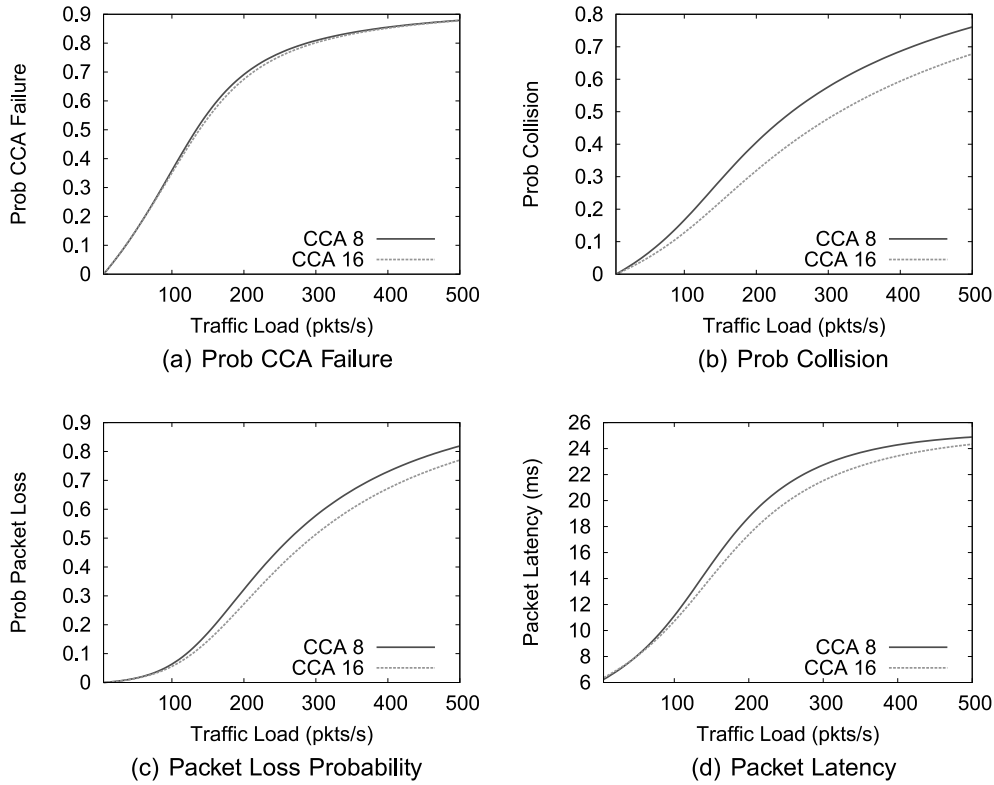 0.9
0.8
0.7
0.6
0.5
0.4
0.3
0.2
0.1
0
Prob CCA Failure
CCA 8
CCA 16
100 200 300 400 500
Traffic Load (pkts/s)
(a) Prob CCA Failure
0.8
0.7
0.6
0.5
0.4
0.3
0.2
0.1
0
Prob Collision
CCA 8
CCA 16
100 200 300 400 500
Traffic Load (pkts/s)
(b) Prob Collision
0.9
0.8
0.7
0.6
0.5
0.4
0.3
0.2
0.1
0
Prob Packet Loss
CCA 8
CCA 16
100 200 300 400 500
Traffic Load (pkts/s)
(c) Packet Loss Probability
26
24
22
20
18
16
14
12
10
8
6
Packet Latency (ms)
CCA 8
CCA 16
100 200 300 400 500
Traffic Load (pkts/s)
(d) Packet Latency